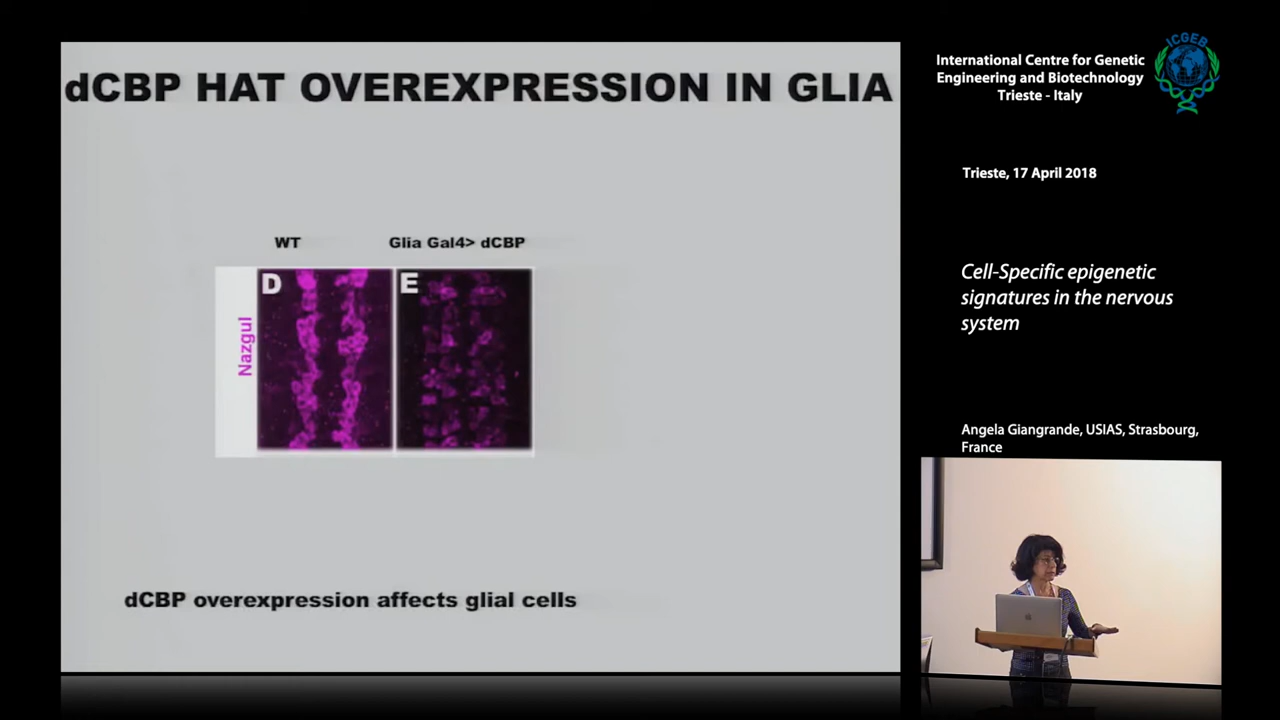 dCBP HAT OVEREXPRESSION IN GLIA
WT
Glia Gal4> dCBP
D
E
Nazgul
dCBP overexpression affects glial cells
International Centre for Genetic
Engineering and Biotechnology
Trieste - Italy
ICGEB
Trieste, 17 April 2018
Cell-Specific epigenetic
signatures in the nervous
system
Angela Giangrande, USIAS, Strasbourg,
France